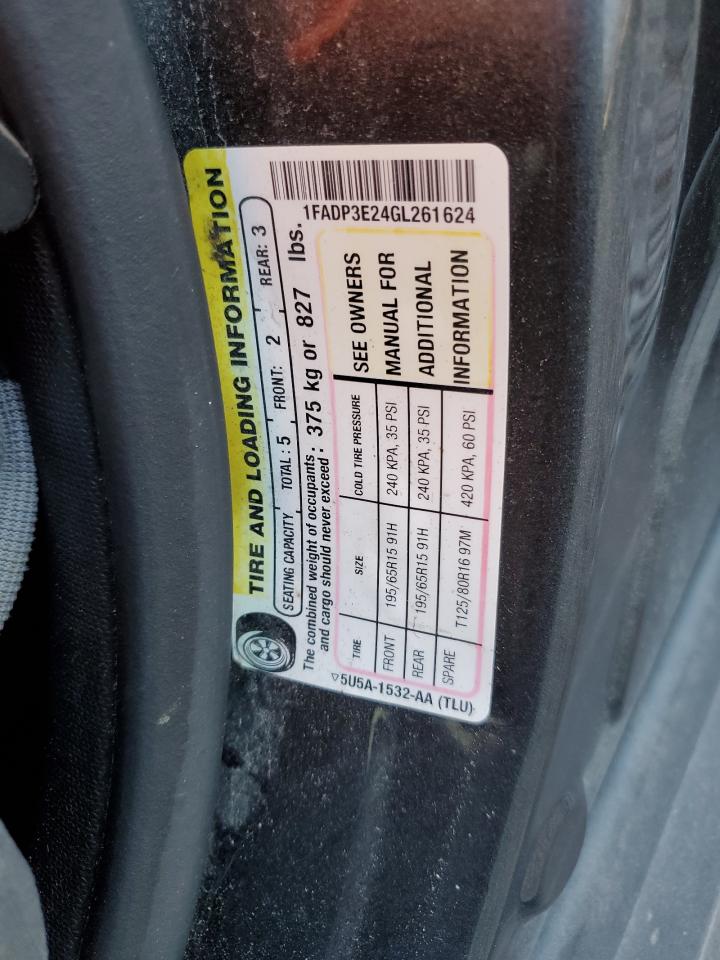 1FADP3E24GL261624
TIRE AND LOADING INFORMATION
SEATING CAPACITY TOTAL: 5 FRONT: 2 REAR: 3
The combined weight of occupants
and cargo should never exceed : 375 kg or 827 lbs.
TIRE SIZE COLD TIRE PRESSURE
FRONT 195/65R15 91H 240 KPA, 35 PSI
REAR 195/65R15 91H 240 KPA, 35 PSI
SPARE T125/80R16 97M 420 KPA, 60 PSI
SEE OWNERS
MANUAL FOR
ADDITIONAL
INFORMATION
▽5U5A-1532-AA (TLU)